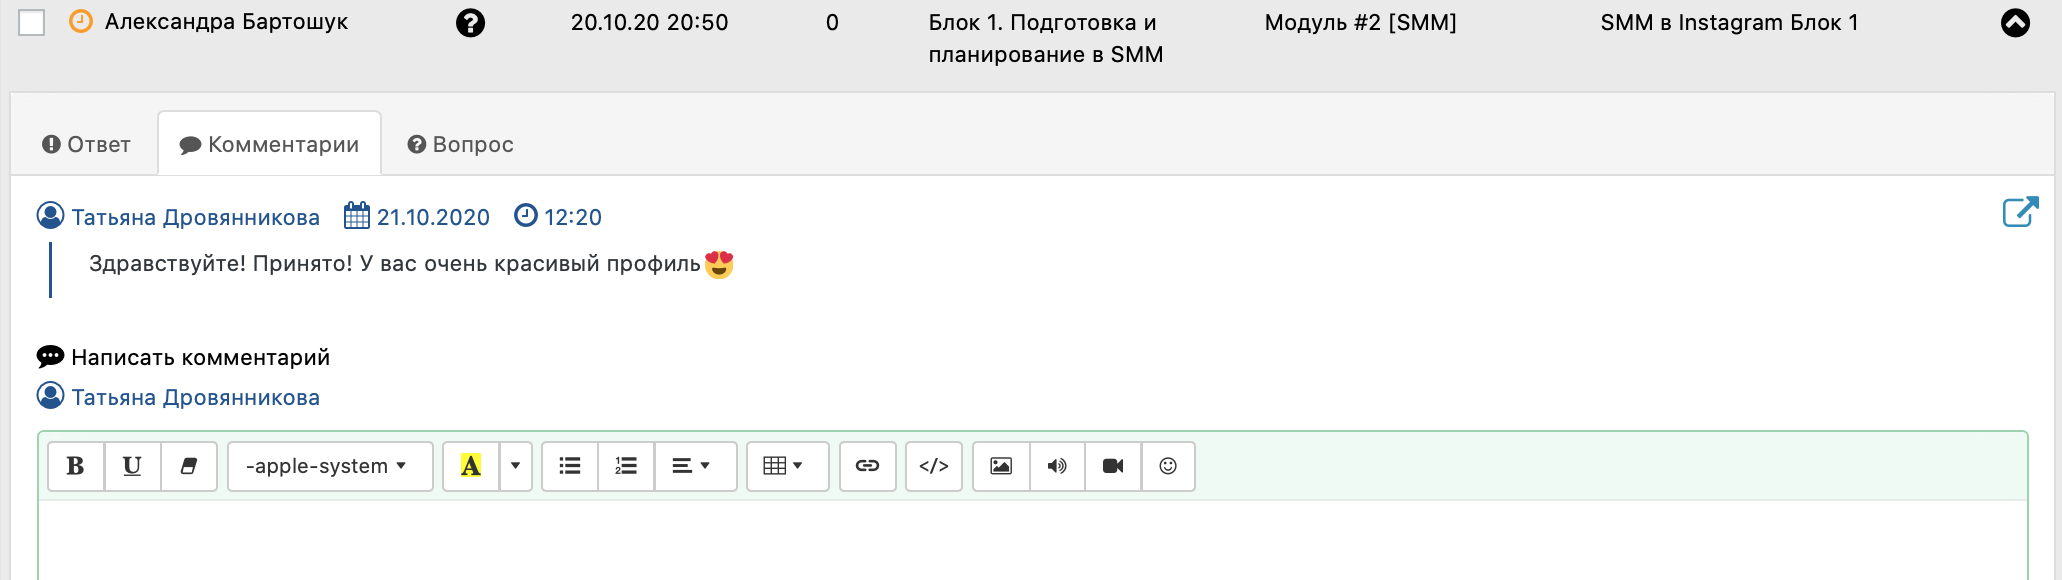 Александра Бартошук 20.10.20 20:50 0 Блок 1. Подготовка и Модуль #2 [SMM] SMM в Instagram Блок 1
планирование в SMM
Ответ Комментарии Вопрос
Татьяна Дровянникова 21.10.2020 12:20
Здравствуйте! Принято! У вас очень красивый профиль😍
Написать комментарий
Татьяна Дровянникова
B U -apple-system A </>